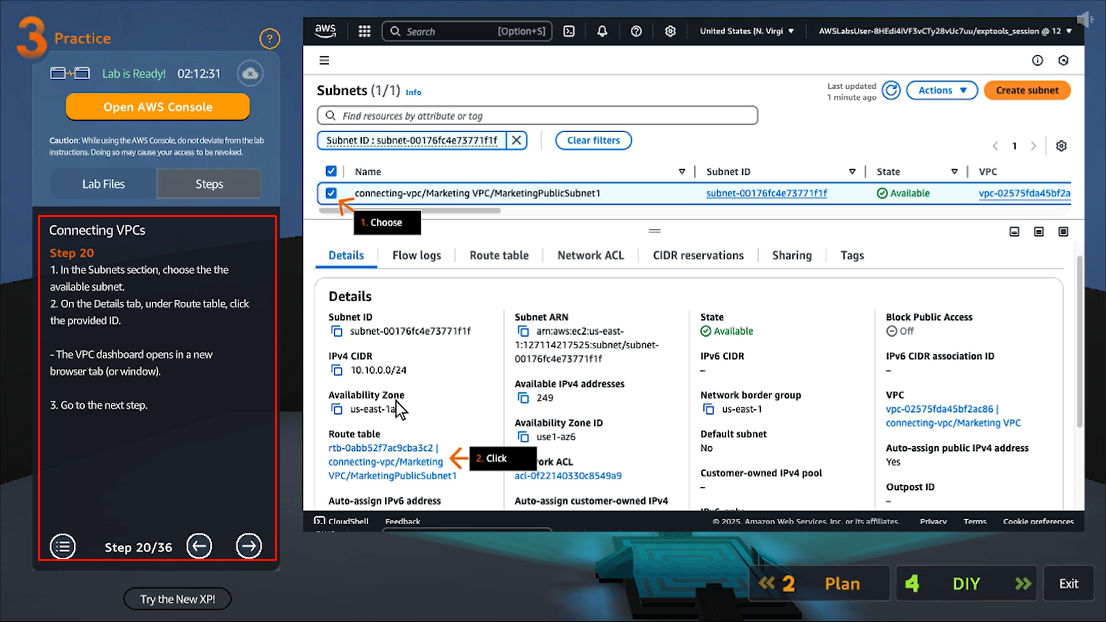 3 Practice
?
Lab is Ready! 02:12:31
Open AWS Console
Caution: While using the AWS Console, do not deviate from the lab
instructions. Doing so may cause your access to be revoked.
Lab Files
Steps
Connecting VPCs
Step 20
1. In the Subnets section, choose the the
available subnet.
2. On the Details tab, under Route table, click
the provided ID.
- The VPC dashboard opens in a new
browser tab (or window).
3. Go to the next step.
Step 20/36
Try the New XP!
aws
Search [Option+S]
United States (N. Virgi
AWSLabsUser-8HEdi4iVF3vCTy28vUc7uu/exptools_session @ 12
Subnets (1/1) Info
Last updated
1 minute ago
Actions
Create subnet
Find resources by attribute or tag
Subnet ID : subnet-00176fc4e73771f1f
Clear filters
1
Name
Subnet ID
State
VPC
connecting-vpc/Marketing VPC/MarketingPublicSubnet1
subnet-00176fc4e73771f1f
Available
vpc-02575fda45bf2a
1. Choose
Details
Flow logs
Route table
Network ACL
CIDR reservations
Sharing
Tags
Details
Subnet ID
subnet-00176fc4e73771f1f
IPv4 CIDR
10.10.0.0/24
Availability Zone
us-east-1a
Route table
rtb-0abb52f7ac9cba3c2 |
connecting-vpc/Marketing
VPC/MarketingPublicSubnet1
2. Click
Auto-assign IPv6 address
Subnet ARN
arn:aws:ec2:us-east-
1:127114217525:subnet/subnet-
00176fc4e73771f1f
Available IPv4 addresses
249
Availability Zone ID
use1-az6
ork ACL
acl-0f22140330c8549a9
Auto-assign customer-owned IPv4
State
Available
IPv6 CIDR
–
Network border group
us-east-1
Default subnet
No
Customer-owned IPv4 pool
–
Block Public Access
Off
IPv6 CIDR association ID
–
VPC
vpc-02575fda45bf2ac86 |
connecting-vpc/Marketing VPC
Auto-assign public IPv4 address
Yes
Outpost ID
–
CloudShell
Feedback
© 2025, Amazon Web Services, Inc. or its affiliates.
Privacy
Terms
Cookie preferences
2 Plan
4 DIY
Exit